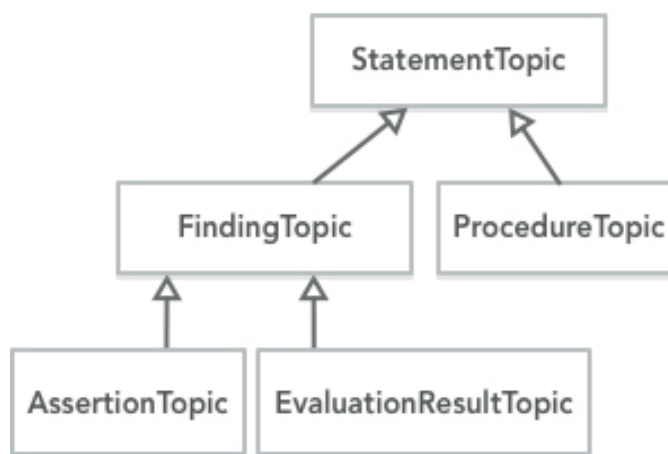 StatementTopic
FindingTopic
ProcedureTopic
AssertionTopic
EvaluationResultTopic